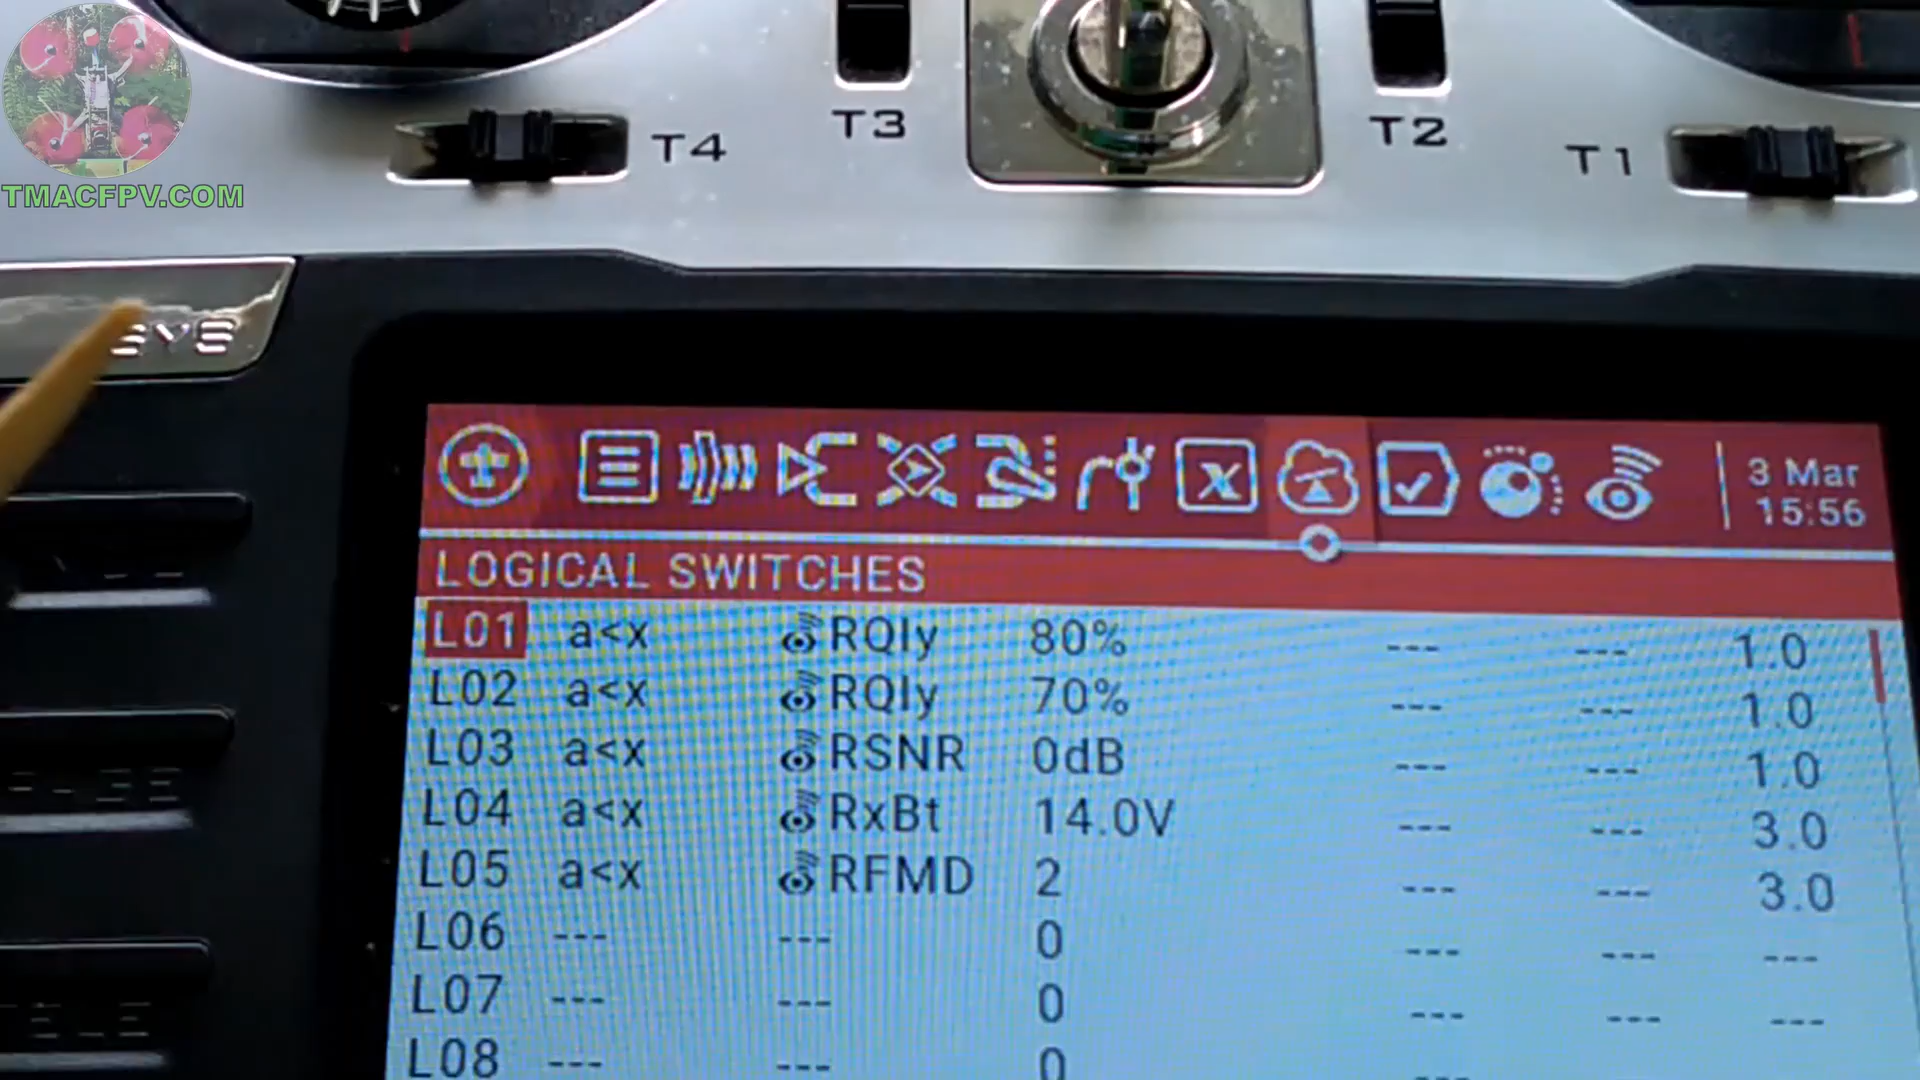 TMACFPV.COM
T4
T3
T2
T1
SYS
3 Mar
15:56
LOGICAL SWITCHES
L01 a<x RQly 80% --- --- 1.0
L02 a<x RQly 70% --- --- 1.0
L03 a<x RSNR 0dB --- --- 1.0
L04 a<x RxBt 14.0V --- --- 3.0
L05 a<x RFMD 2 --- --- 3.0
L06 --- --- 0 --- --- ---
L07 --- --- 0 --- --- ---
L08 --- --- 0 ---
TELE